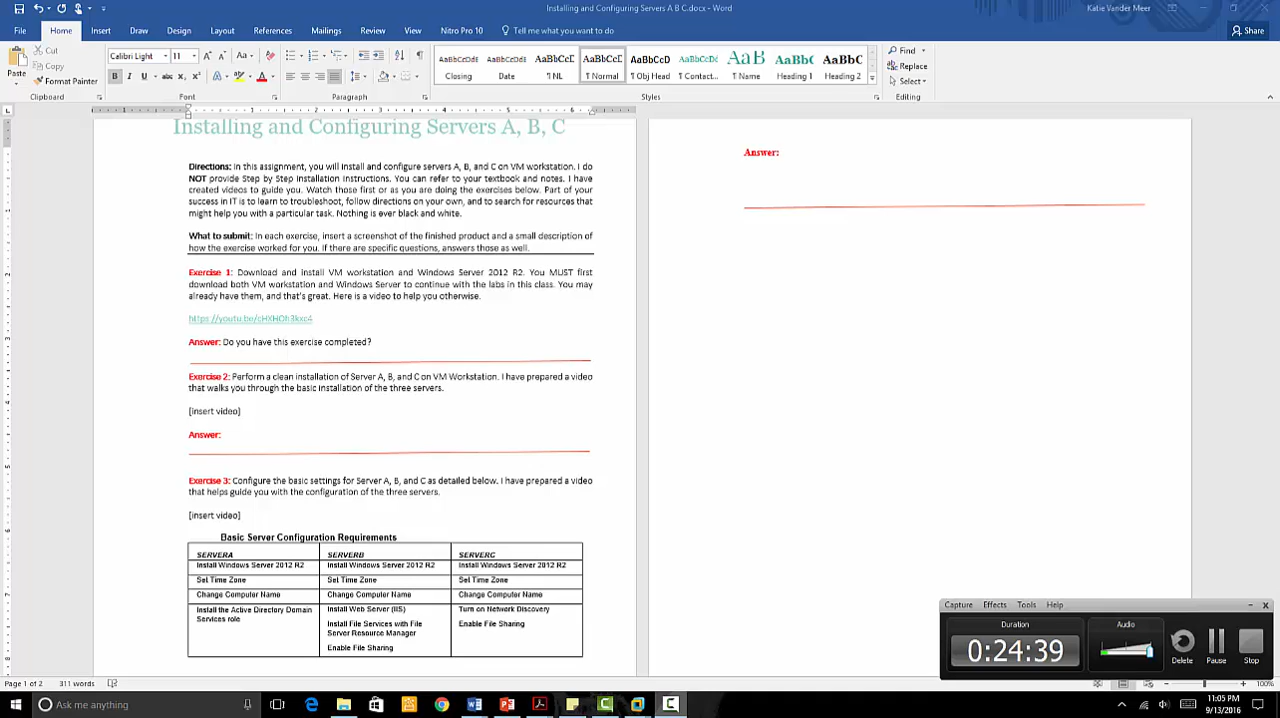 Installing and Configuring Servers A B C.docx - Word
Katie Vander Meer
File Home Insert Draw Design Layout References Mailings Review View Nitro Pro 10 Tell me what you want to do
Share
Paste
Cut
Copy
Format Painter
Clipboard
Calibri Light 11
Font
Paragraph
AaBbCcDdE AaBbCcDdE AaBbCcC AaBbCcC AaBbCcDd AaBbCcDc AaB AaBbC AaBbC
Closing Date ¶ NL ¶ Normal ¶ Obj Head ¶ Contact... ¶ Name Heading 1 Heading 2
Styles
Find
Replace
Select
Editing
Installing and Configuring Servers A, B, C
Directions: In this assignment, you will install and configure servers A, B, and C on VM workstation. I do
NOT provide Step by Step installation instructions. You can refer to your textbook and notes. I have
created videos to guide you. Watch those first or as you are doing the exercises below. Part of your
success in IT is to learn to troubleshoot, follow directions on your own, and to search for resources that
might help you with a particular task. Nothing is ever black and white.
What to submit: In each exercise, insert a screenshot of the finished product and a small description of
how the exercise worked for you. If there are specific questions, answers those as well.
Exercise 1: Download and install VM workstation and Windows Server 2012 R2. You MUST first
download both VM workstation and Windows Server to continue with the labs in this class. You may
already have them, and that's great. Here is a video to help you otherwise.
https://youtu.be/cHXHOh3kxc4
Answer: Do you have this exercise completed?
Exercise 2: Perform a clean installation of Server A, B, and C on VM Workstation. I have prepared a video
that walks you through the basic installation of the three servers.
[insert video]
Answer:
Exercise 3: Configure the basic settings for Server A, B, and C as detailed below. I have prepared a video
that helps guide you with the configuration of the three servers.
[insert video]
Basic Server Configuration Requirements
SERVERA SERVERB SERVERC
Install Windows Server 2012 R2 Install Windows Server 2012 R2 Install Windows Server 2012 R2
Set Time Zone Set Time Zone Set Time Zone
Change Computer Name Change Computer Name Change Computer Name
Install the Active Directory Domain
Services role
Install Web Server (IIS)
Install File Services with File
Server Resource Manager
Enable File Sharing
Turn on Network Discovery
Enable File Sharing
Answer:
Capture Effects Tools Help
Duration
0:24:39
Audio
Delete Pause Stop
Page 1 of 2 311 words
100%
Ask me anything
11:05 PM
9/13/2016